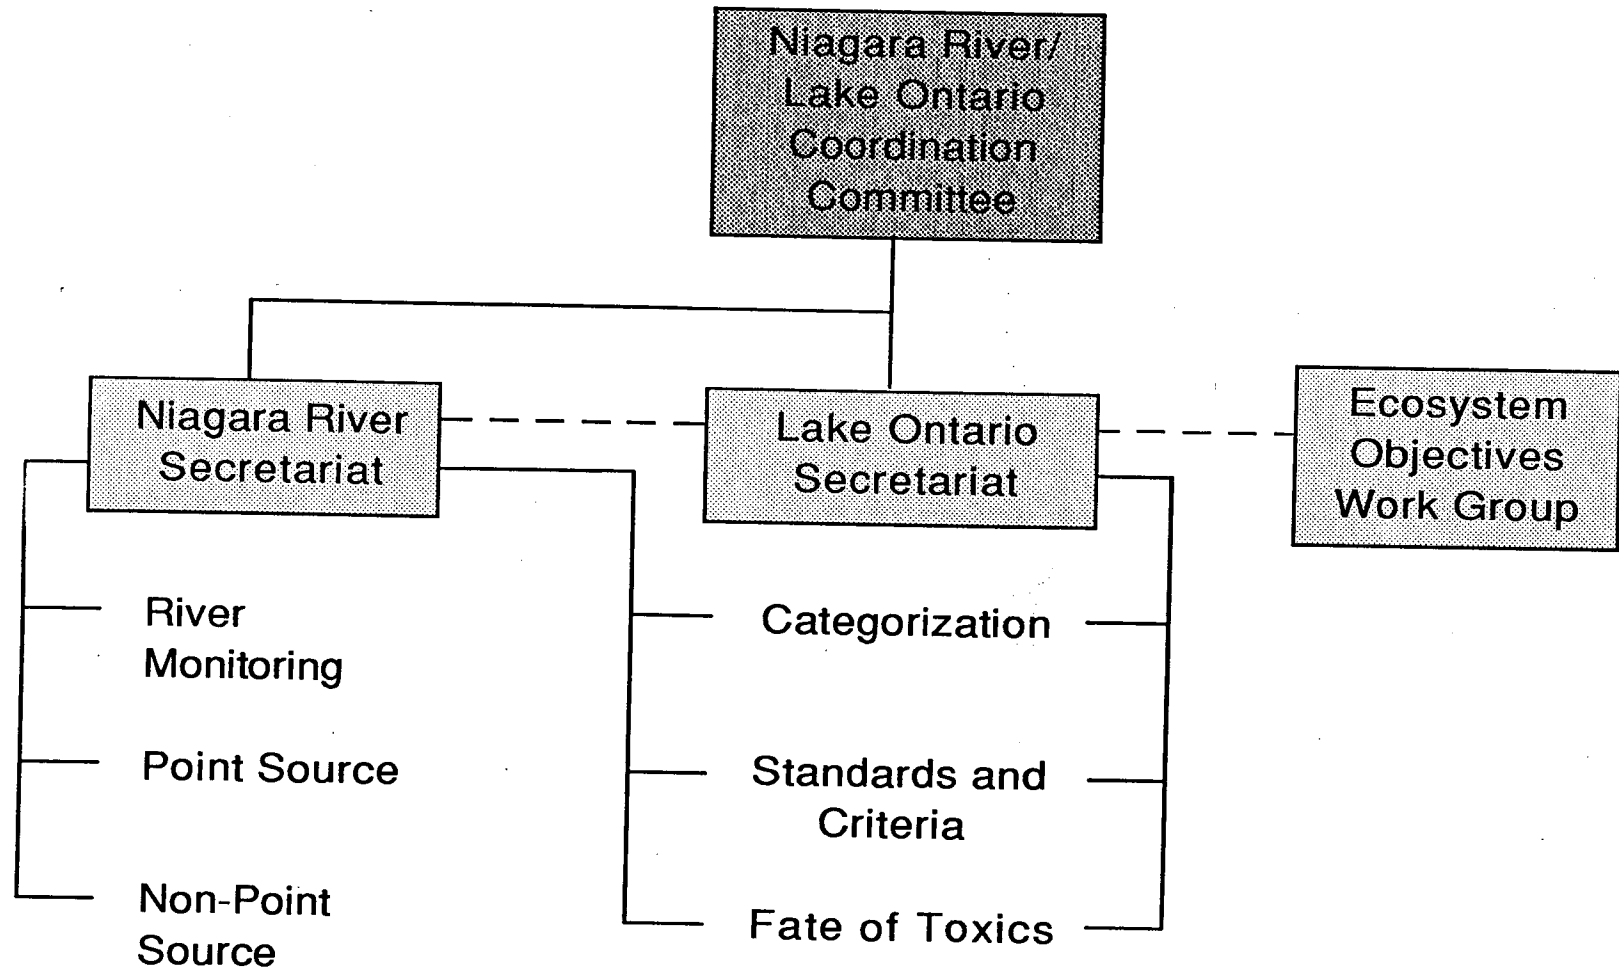 Niagara River/
Lake Ontario
Coordination
Committee
Niagara River
Secretariat
Lake Ontario
Secretariat
Ecosystem
Objectives
Work Group
River
Monitoring
Point Source
Non-Point
Source
Categorization
Standards and
Criteria
Fate of Toxics